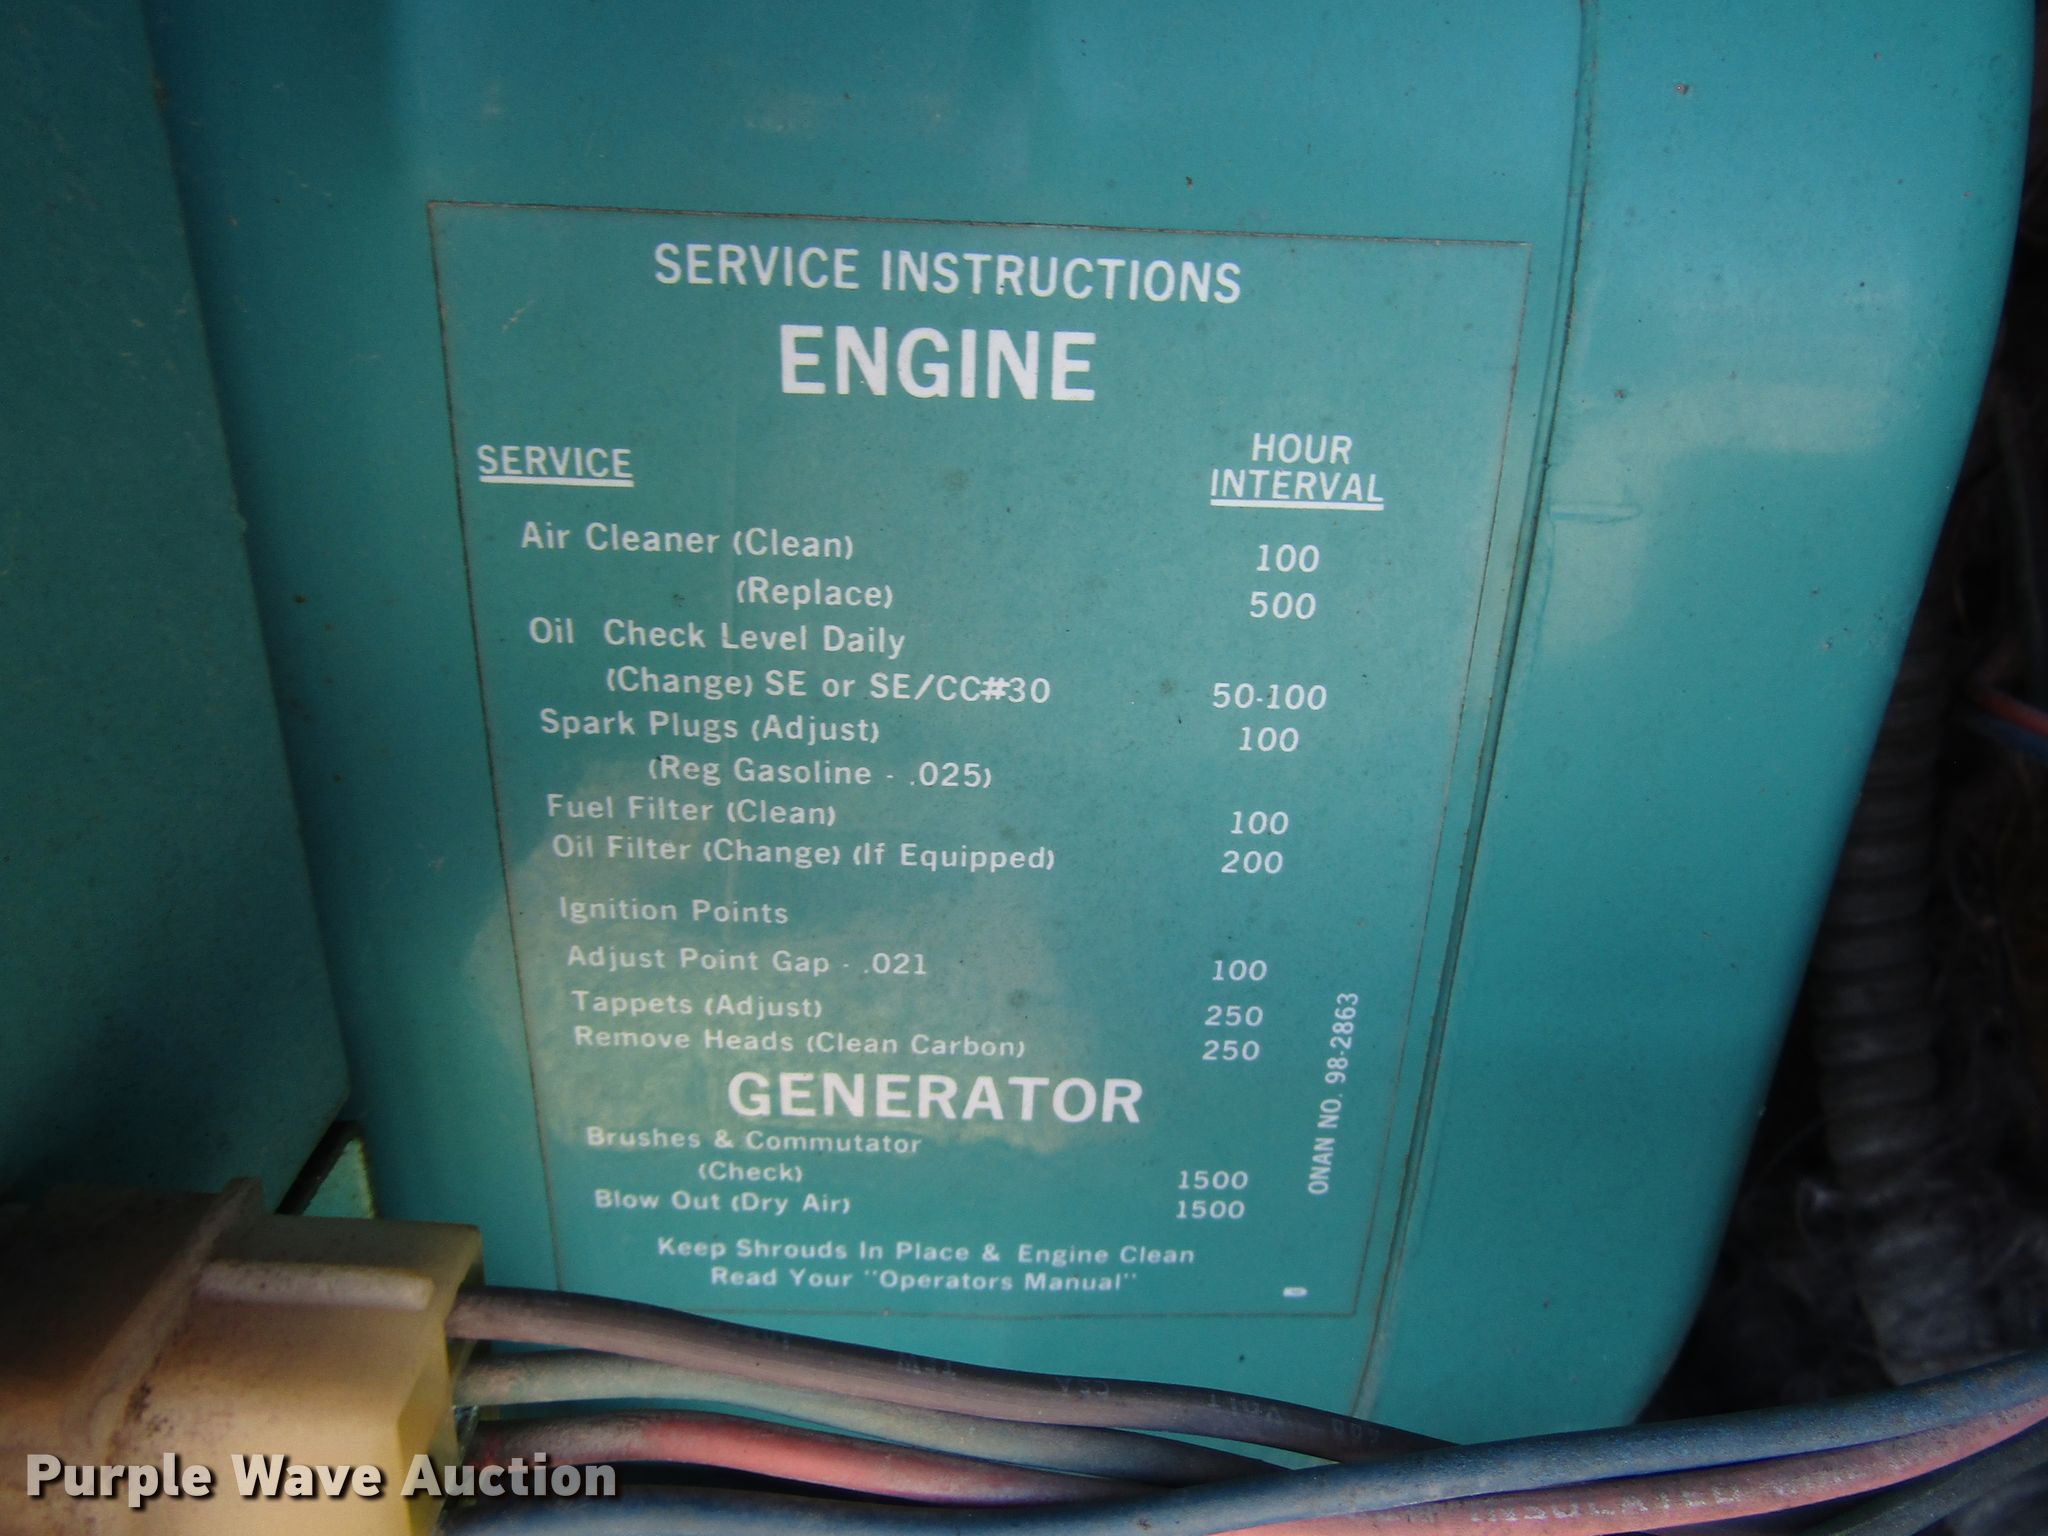 SERVICE INSTRUCTIONS
ENGINE
SERVICE
HOUR
INTERVAL
Air Cleaner (Clean) 100
(Replace) 500
Oil Check Level Daily
(Change) SE or SE/CC#30 50-100
Spark Plugs (Adjust) 100
(Reg Gasoline - .025)
Fuel Filter (Clean) 100
Oil Filter (Change) (If Equipped) 200
Ignition Points
Adjust Point Gap - .021 100
Tappets (Adjust) 250
Remove Heads (Clean Carbon) 250
GENERATOR
Brushes & Commutator
(Check) 1500
Blow Out (Dry Air) 1500
Keep Shrouds In Place & Engine Clean
Read Your "Operators Manual"
ONAN NO. 98-2863
Purple Wave Auction